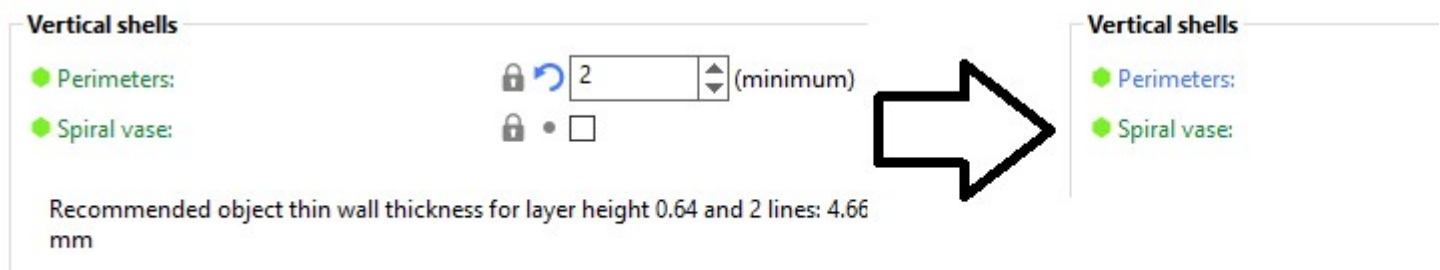 Vertical shells
Perimeters: 2 (minimum)
Spiral vase:
Recommended object thin wall thickness for layer height 0.64 and 2 lines: 4.66
mm
Vertical shells
Perimeters:
Spiral vase: